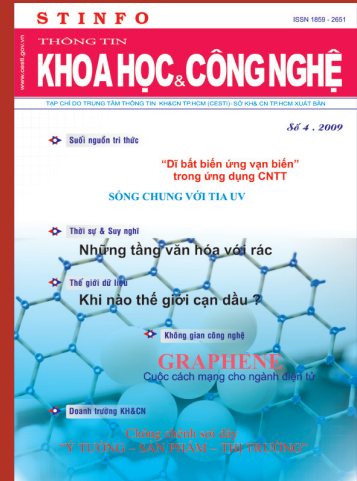 STINFO
ISSN 1859 - 2651
www.cesti.gov.vn
THÔNG TIN
KHOA HỌC & CÔNG NGHỆ
TẠP CHÍ DO TRUNG TÂM THÔNG TIN KH&CN TP.HCM (CESTI)- SỞ KH& CN TP.HCM XUẤT BẢN
Số 4 . 2009
Suối nguồn tri thức
“Dĩ bất biến ứng vạn biến”
trong ứng dụng CNTT
SỐNG CHUNG VỚI TIA UV
Thời sự & Suy nghĩ
Những tầng văn hóa với rác
Thế giới dữ liệu
Khi nào thế giới cạn dầu ?
Không gian công nghệ
GRAPHENE
Cuộc cách mạng cho ngành điện tử
Doanh trường KH&CN
“Ý TƯỞNG – SẢN PHẨM – THỊ TRƯỜNG”